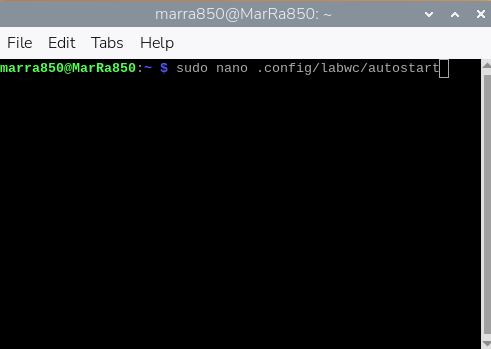 marra850@MarRa850: ~
File Edit Tabs Help
marra850@MarRa850:~ $ sudo nano .config/labwc/autostart